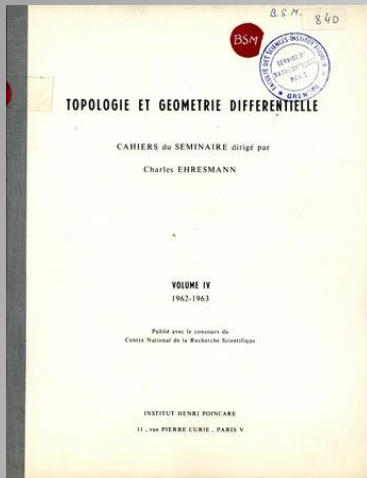 B.S.M.
840
BSM
TOPOLOGIE ET GEOMETRIE DIFFERENTIELLE
CAHIERS du SEMINAIRE dirigé par
Charles EHRESMANN
VOLUME IV
1962-1963
Publié avec le concours du
Centre National de la Recherche Scientifique
INSTITUT HENRI POINCARE
11 , rue PIERRE CURIE , PARIS V